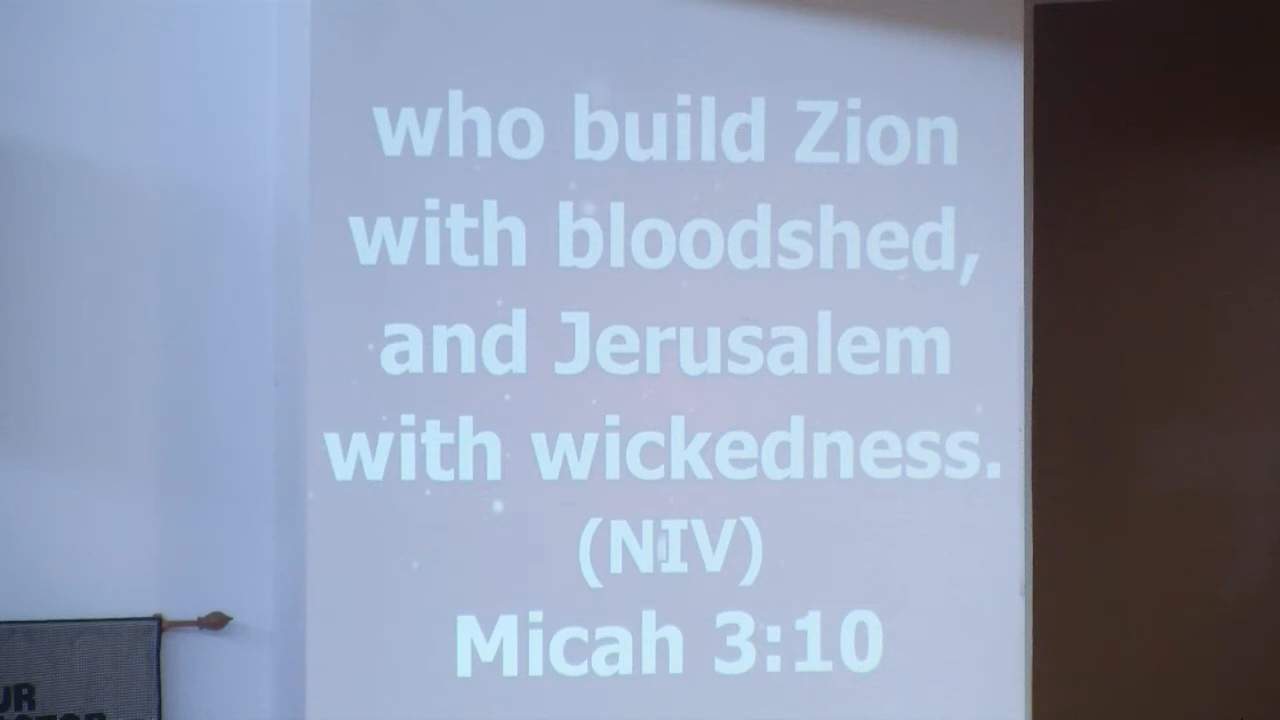 who build Zion
with bloodshed,
and Jerusalem
with wickedness.
(NIV)
Micah 3:10